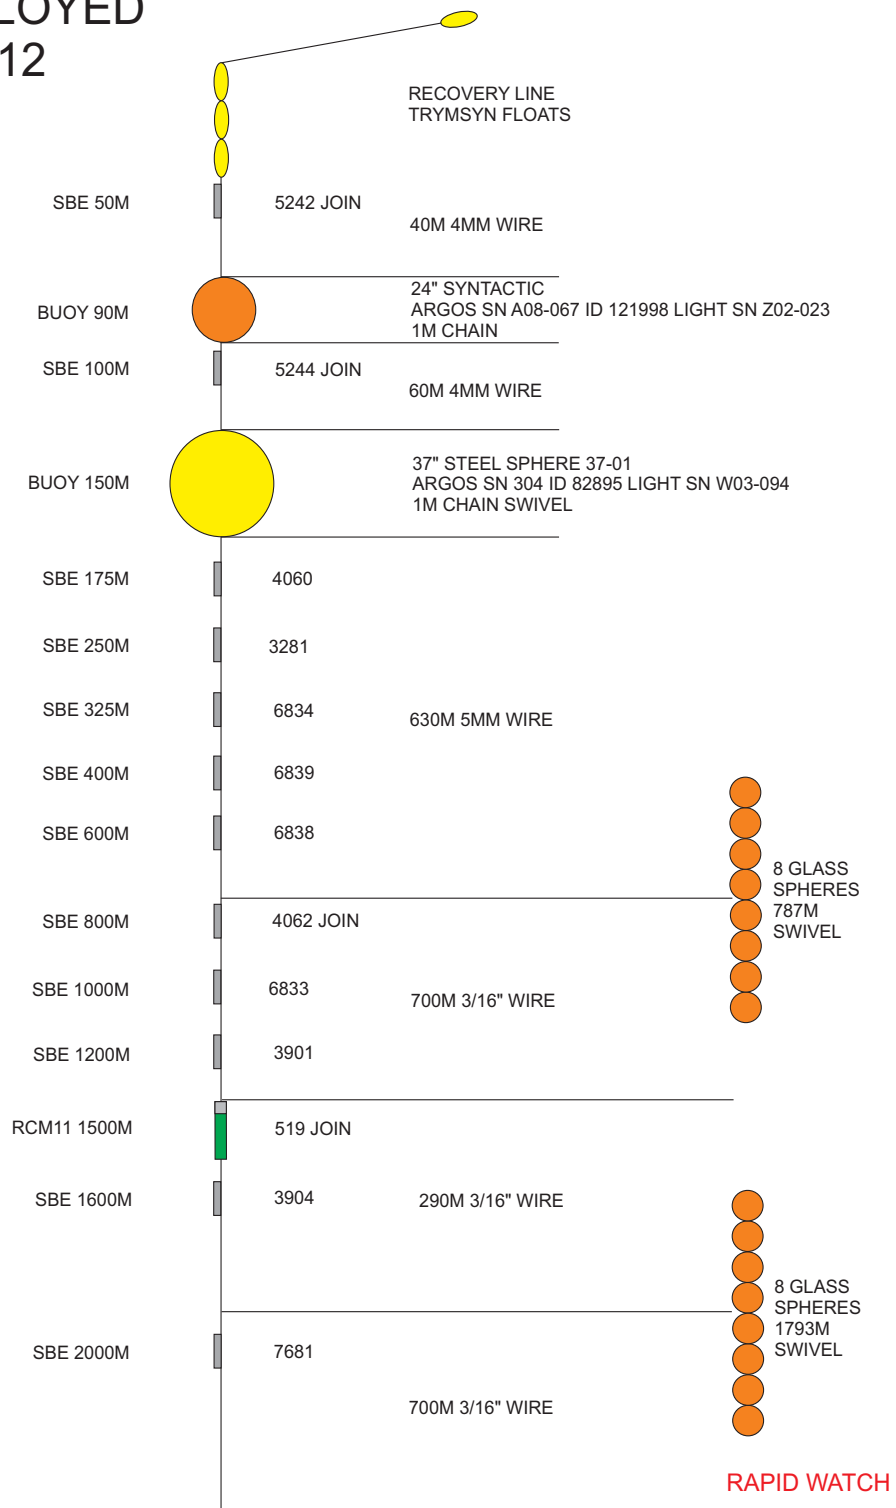 LOYED
12
RECOVERY LINE
TRYMSYN FLOATS
SBE 50M
5242 JOIN
40M 4MM WIRE
24" SYNTACTIC
BUOY 90M
ARGOS SN A08-067 ID 121998 LIGHT SN Z02-023
1M CHAIN
SBE 100M
5244 JOIN
60M 4MM WIRE
37" STEEL SPHERE 37-01
BUOY 150M
ARGOS SN 304 ID 82895 LIGHT SN W03-094
1M CHAIN SWIVEL
SBE 175M
4060
SBE 250M
3281
SBE 325M
6834
630M 5MM WIRE
SBE 400M
6839
SBE 600M
6838
8 GLASS
SPHERES
787M
SWIVEL
SBE 800M
4062 JOIN
SBE 1000M
6833
700M 3/16" WIRE
SBE 1200M
3901
RCM11 1500M
519 JOIN
SBE 1600M
3904
290M 3/16" WIRE
8 GLASS
SPHERES
1793M
SWIVEL
SBE 2000M
7681
700M 3/16" WIRE
RAPID WATCH